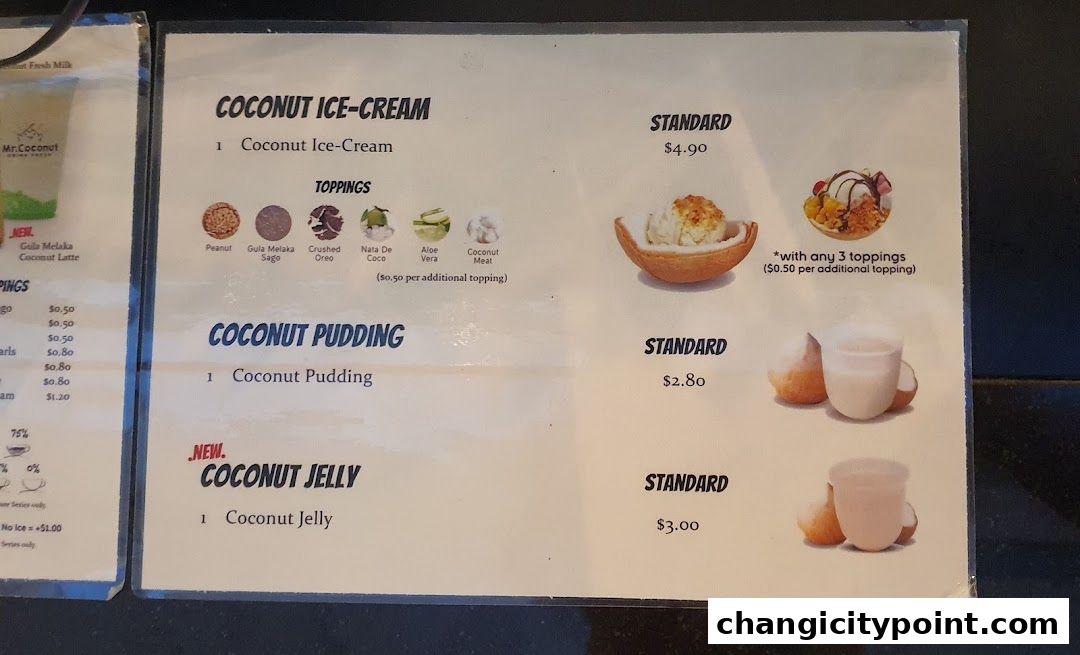 Fresh Milk
Mr.Coconut
NEW.
Gula Melaka
Coconut Latte
$0.50
$0.50
$0.50
$0.80
$0.80
$0.80
$1.20
75%
0%
No Ice = +$1.00
Series only.
COCONUT ICE-CREAM
1 Coconut Ice-Cream
STANDARD
$4.90
TOPPINGS
Peanut
Gula Melaka
Sago
Crushed
Oreo
Nata De
Coco
Aloe
Vera
Coconut
Meat
($0.50 per additional topping)
*with any 3 toppings
($0.50 per additional topping)
COCONUT PUDDING
1 Coconut Pudding
STANDARD
$2.80
.NEW.
COCONUT JELLY
1 Coconut Jelly
STANDARD
$3.00
changicitypoint.com